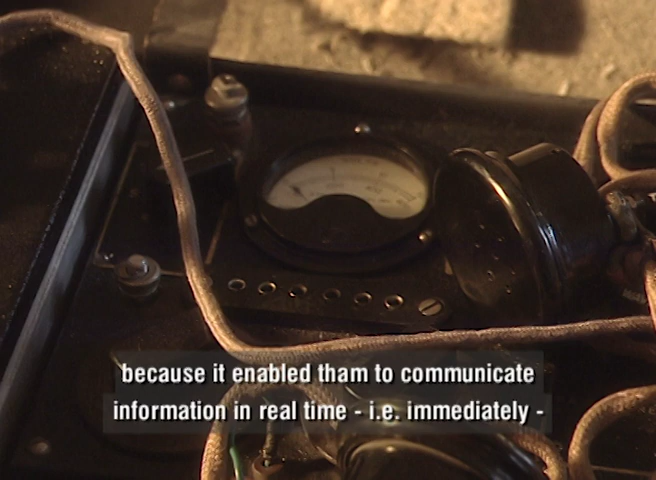 because it enabled tham to communicate
information in real time - i.e. immediately -